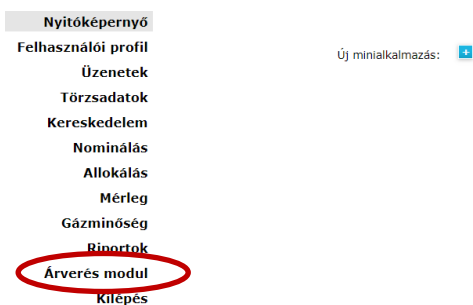 Nyitóképernyő
Felhasználói profil
Új minialkalmazás:
Üzenetek
Törzsadatok
Kereskedelem
Nominálás
Allokálás
Mérleg
Gázminőség
Riportok
Árverés modul
Kilépés